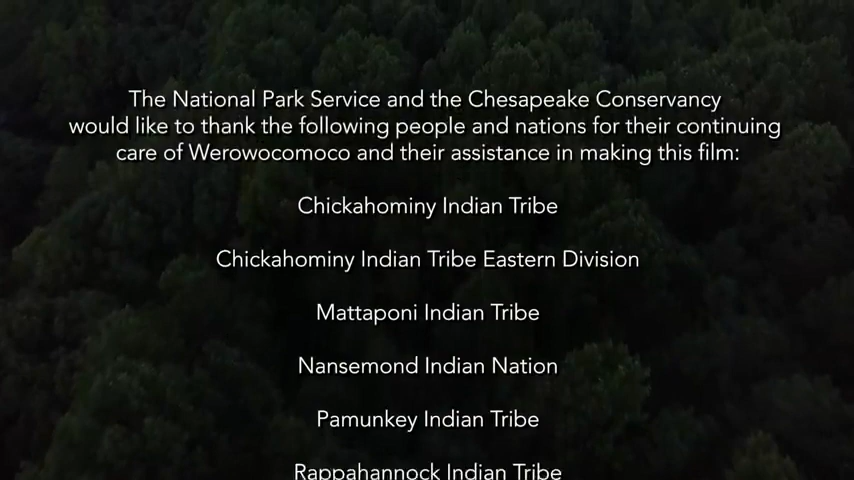 The National Park Service and the Chesapeake Conservancy
would like to thank the following people and nations for their continuing
care of Werowocomoco and their assistance in making this film:
Chickahominy Indian Tribe
Chickahominy Indian Tribe Eastern Division
Mattaponi Indian Tribe
Nansemond Indian Nation
Pamunkey Indian Tribe
Rappahannock Indian Tribe